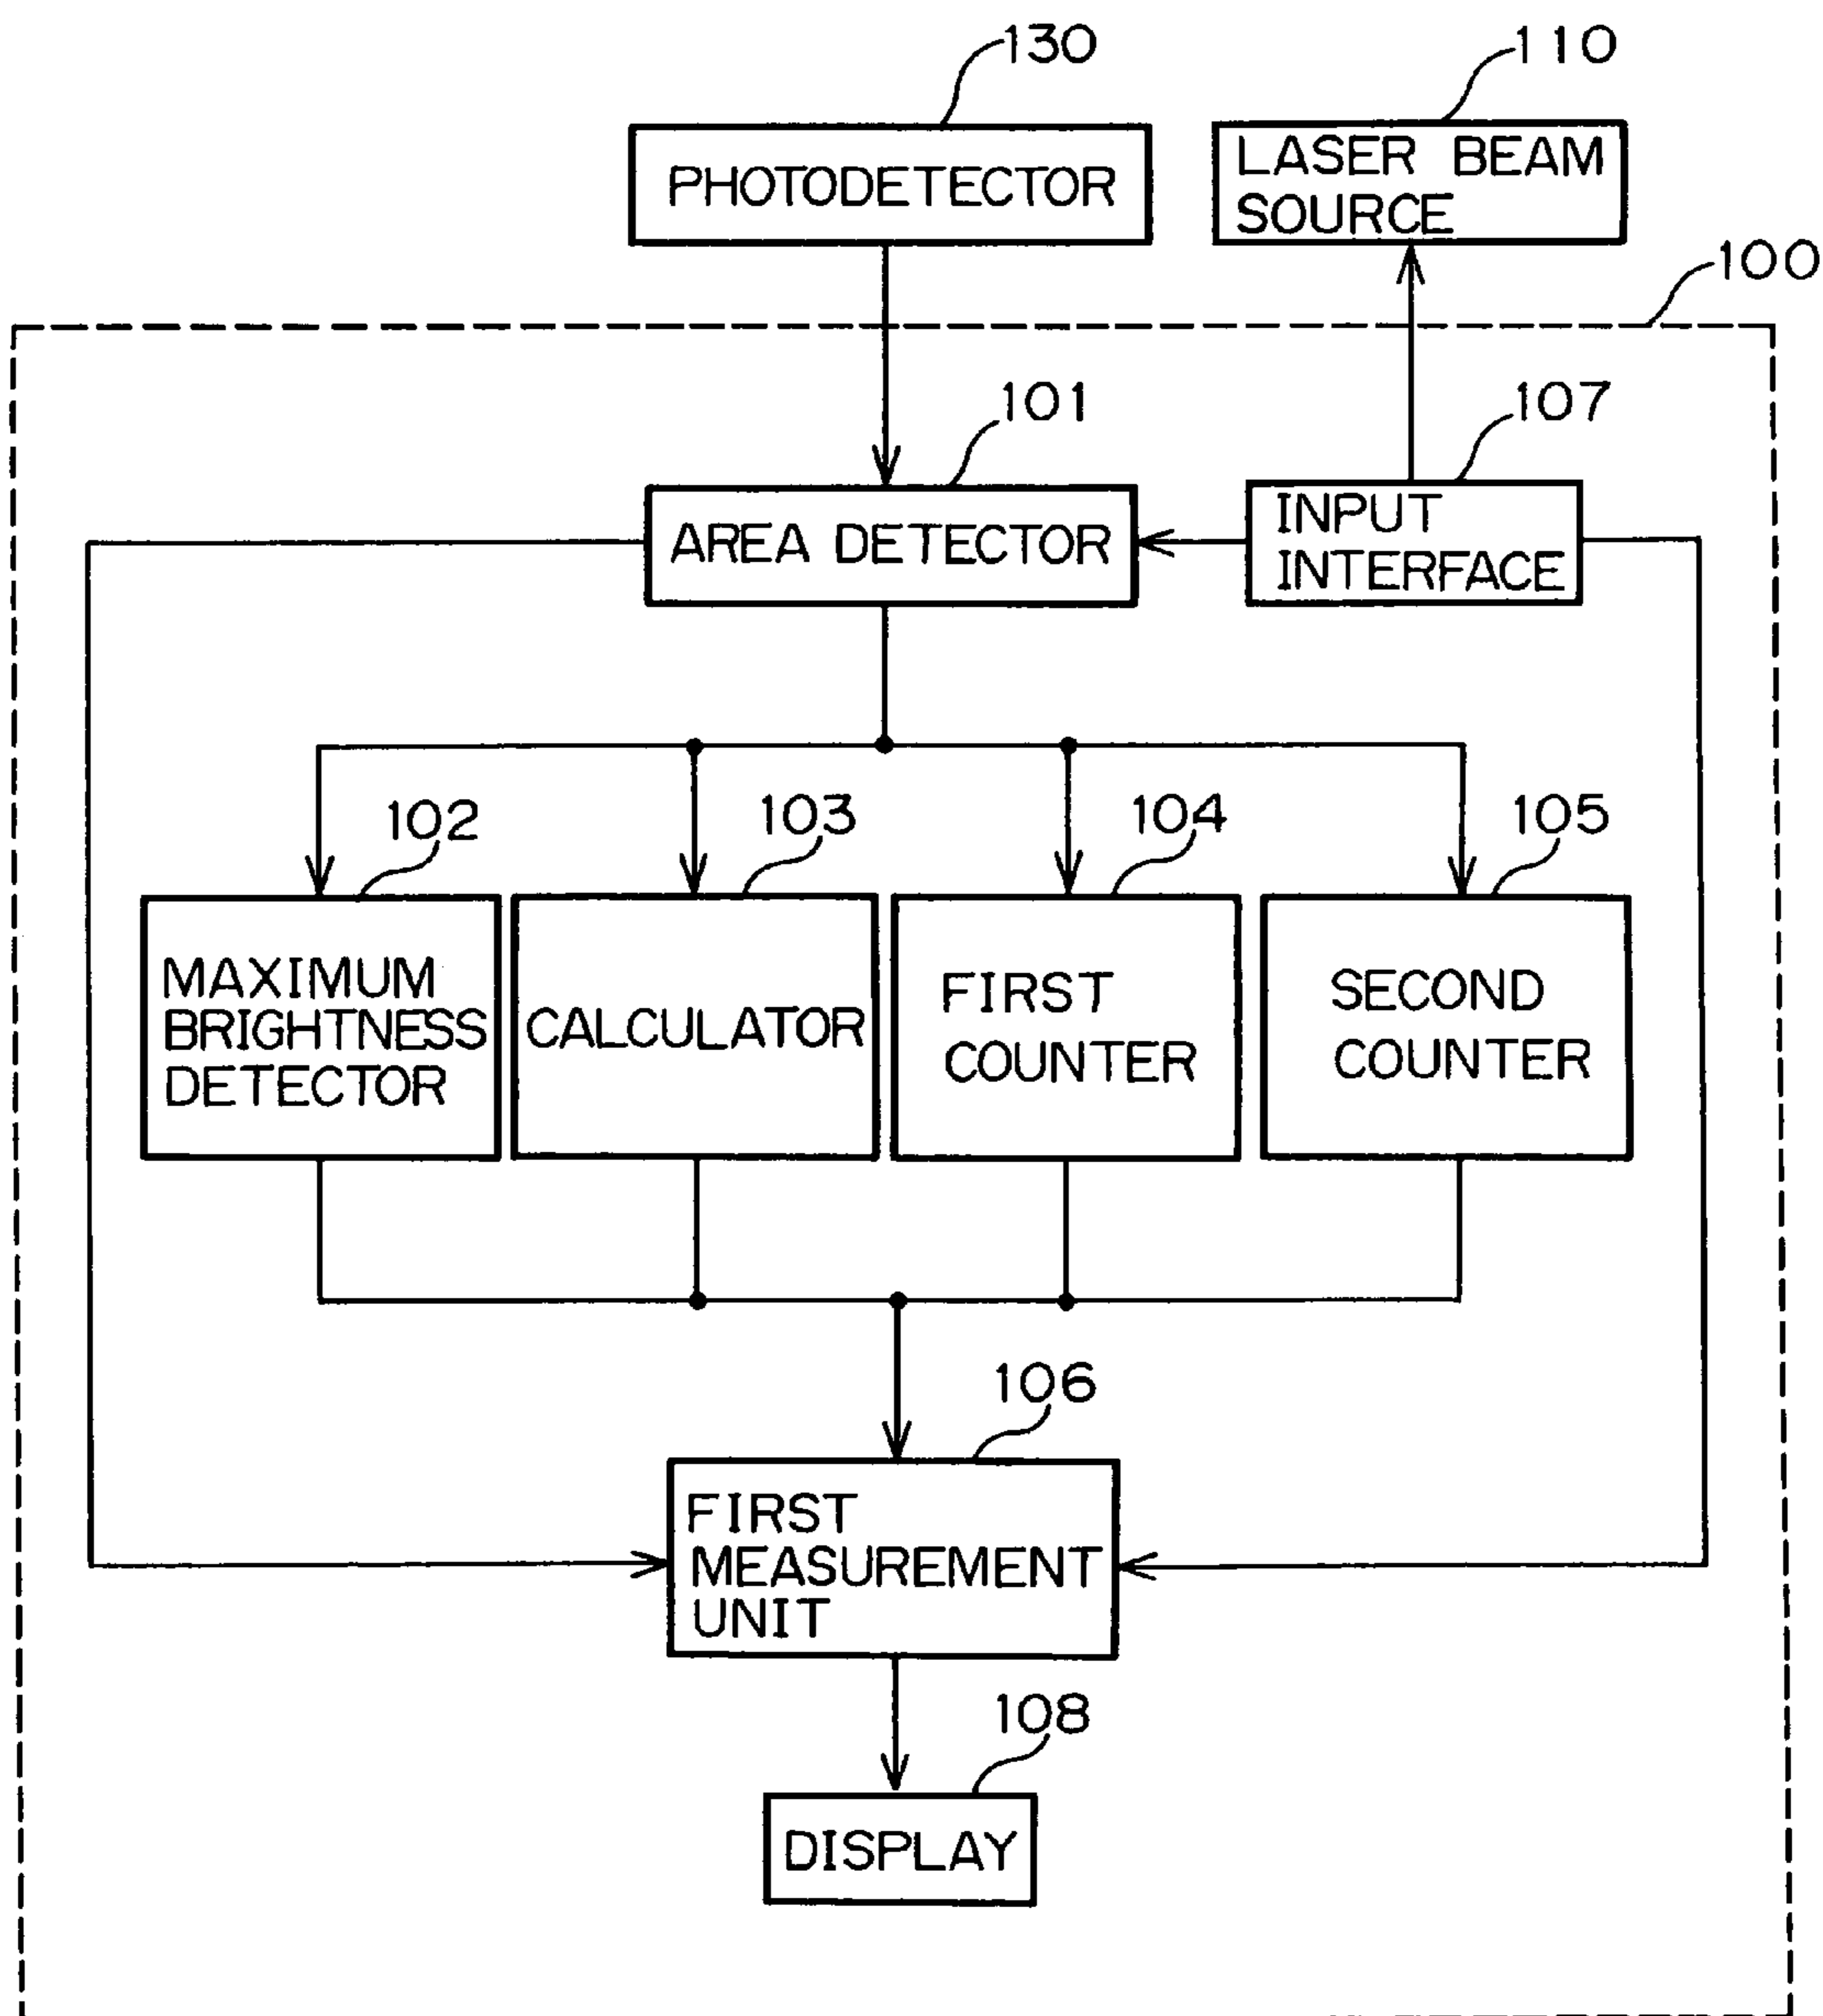 130
110
PHOTODETECTOR
LASER BEAM
SOURCE
100
101
107
AREA DETECTOR
INPUT
INTERFACE
102
103
104
105
MAXIMUM
BRIGHTNESS
DETECTOR
CALCULATOR
FIRST
COUNTER
SECOND
COUNTER
106
FIRST
MEASUREMENT
UNIT
108
DISPLAY